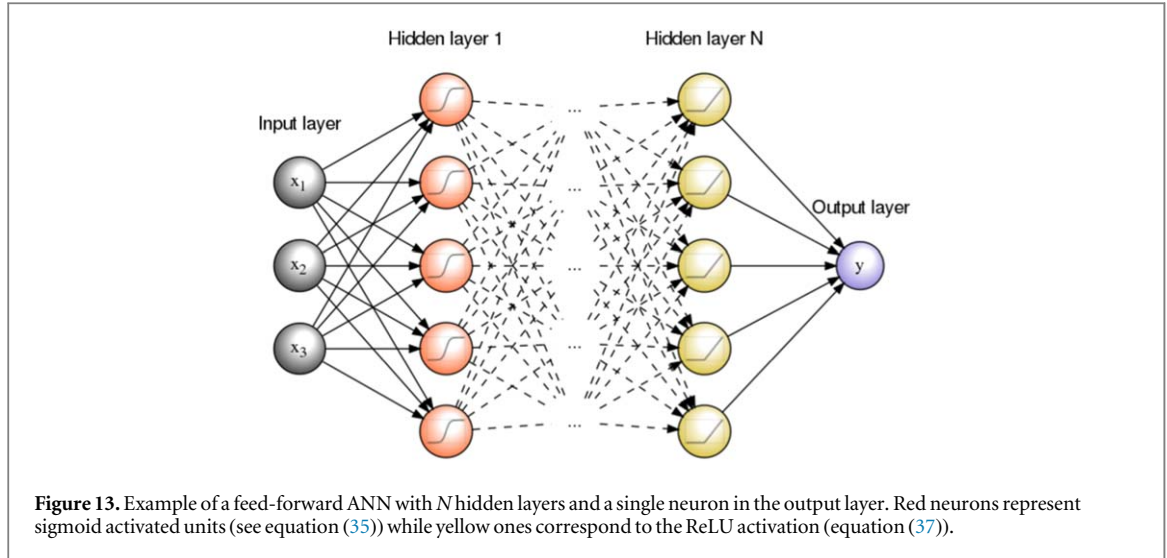 Hidden layer 1
Hidden layer N
Input layer
x1
x2
x3
...
...
...
...
...
Output layer
y
Figure 13. Example of a feed-forward ANN with N hidden layers and a single neuron in the output layer. Red neurons represent
sigmoid activated units (see equation (35)) while yellow ones correspond to the ReLU activation (equation (37)).